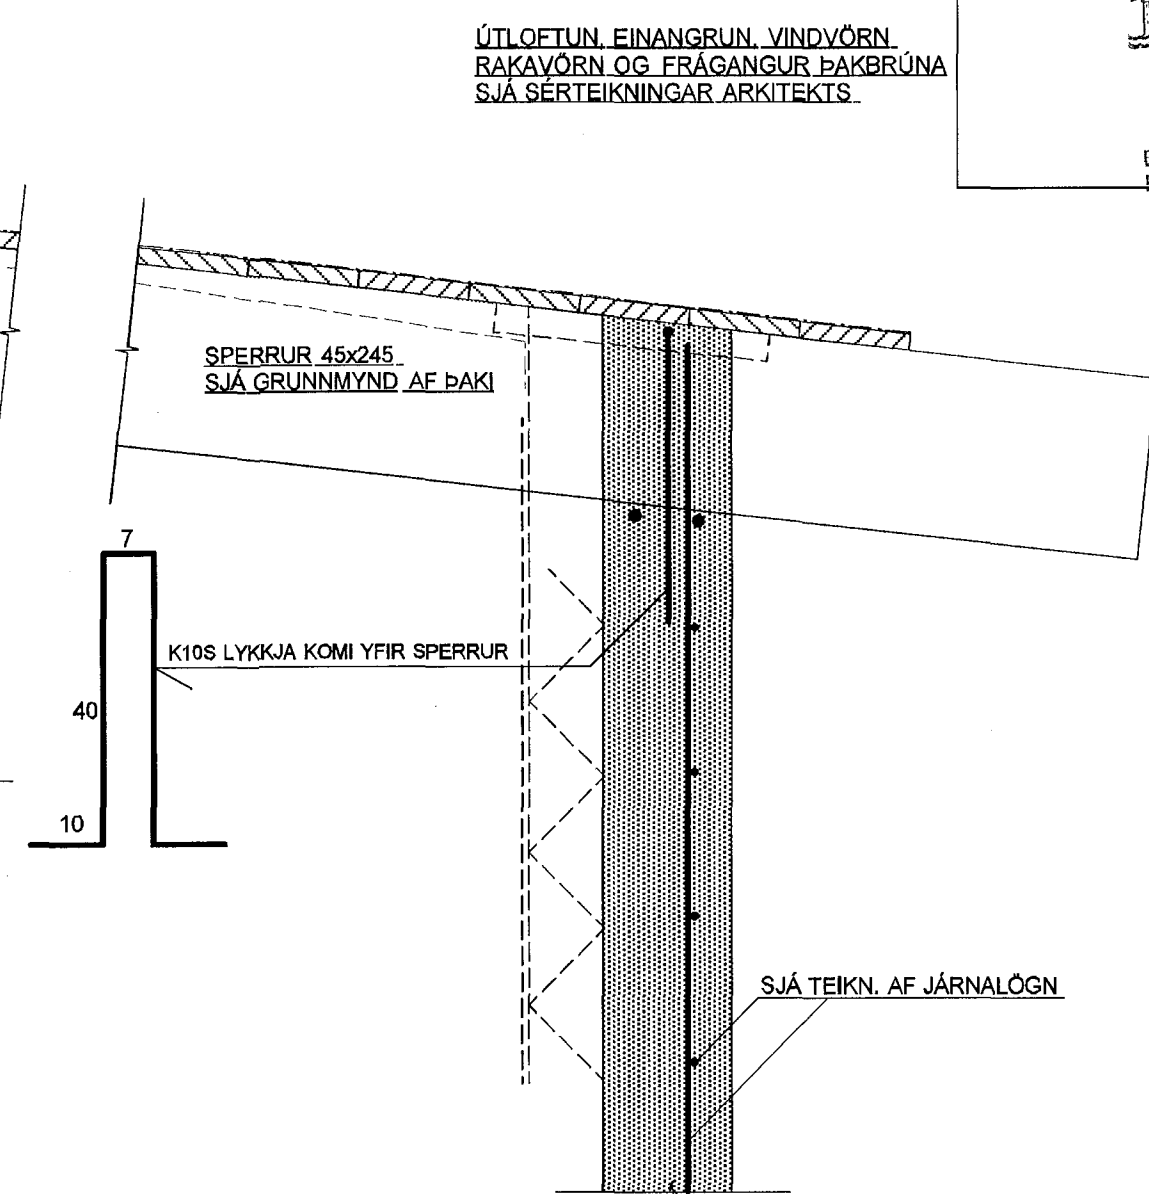 ÚTLOFTUN, EINANGRUN, VINDVÖRN
RAKAVÖRN OG FRÁGANGUR ÞAKBRÚNA
SJÁ SÉRTEIKNINGAR ARKITEKTS
SPERRUR 45x245
SJÁ GRUNNMYND AF ÞAKI
7
K10S LYKKJA KOMI YFIR SPERRUR
40
10
SJÁ TEIKN. AF JÁRNALÖGN